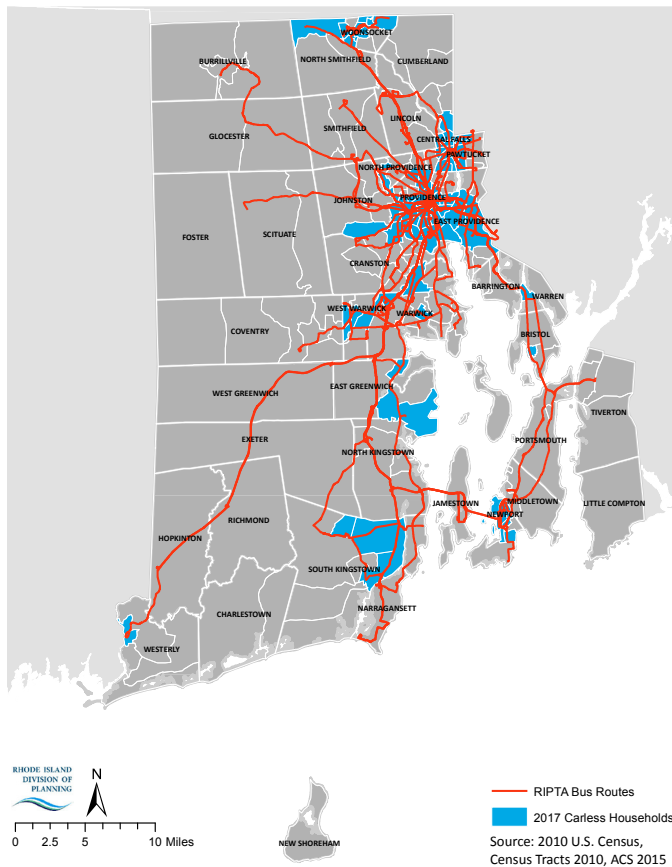 WOONSOCKET
BURRILLVILLE
NORTH SMITHFIELD
CUMBERLAND
LINCOLN
SMITHFIELD
GLOCESTER
CENTRAL FALLS
PAWTUCKET
NORTH PROVIDENCE
PROVIDENCE
JOHNSTON
EAST PROVIDENCE
FOSTER
SCITUATE
CRANSTON
BARRINGTON
WARREN
WEST WARWICK
WARWICK
COVENTRY
BRISTOL
WEST GREENWICH
EAST GREENWICH
TIVERTON
EXETER
PORTSMOUTH
NORTH KINGSTOWN
JAMESTOWN
MIDDLETOWN
LITTLE COMPTON
NEWPORT
RICHMOND
HOPKINTON
SOUTH KINGSTOWN
NARRAGANSETT
CHARLESTOWN
WESTERLY
RHODE ISLAND
DIVISION OF
PLANNING
N
0 2.5 5 10 Miles
NEW SHOREHAM
RIPTA Bus Routes
2017 Carless Households
Source: 2010 U.S. Census,
Census Tracts 2010, ACS 2015